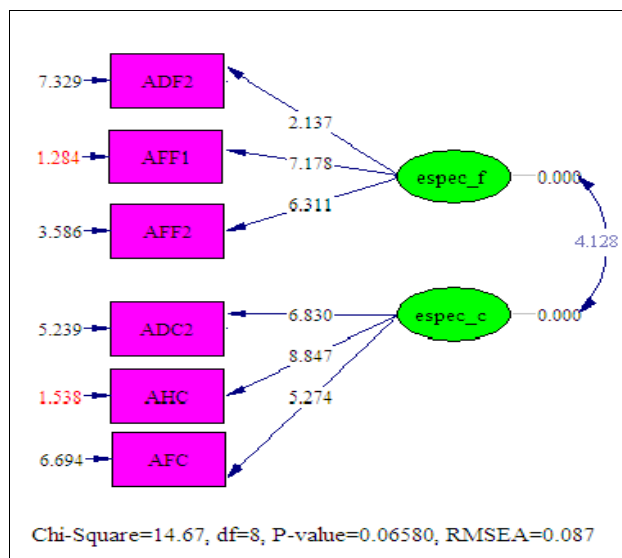 7.329 ADF2
2.137
1.284 AFF1
7.178
espec_f 0.000
6.311
3.586 AFF2
4.128
5.239 ADC2
6.830
espec_c 0.000
8.847
1.538 AHC
5.274
6.694 AFC
Chi-Square=14.67, df=8, P-value=0.06580, RMSEA=0.087